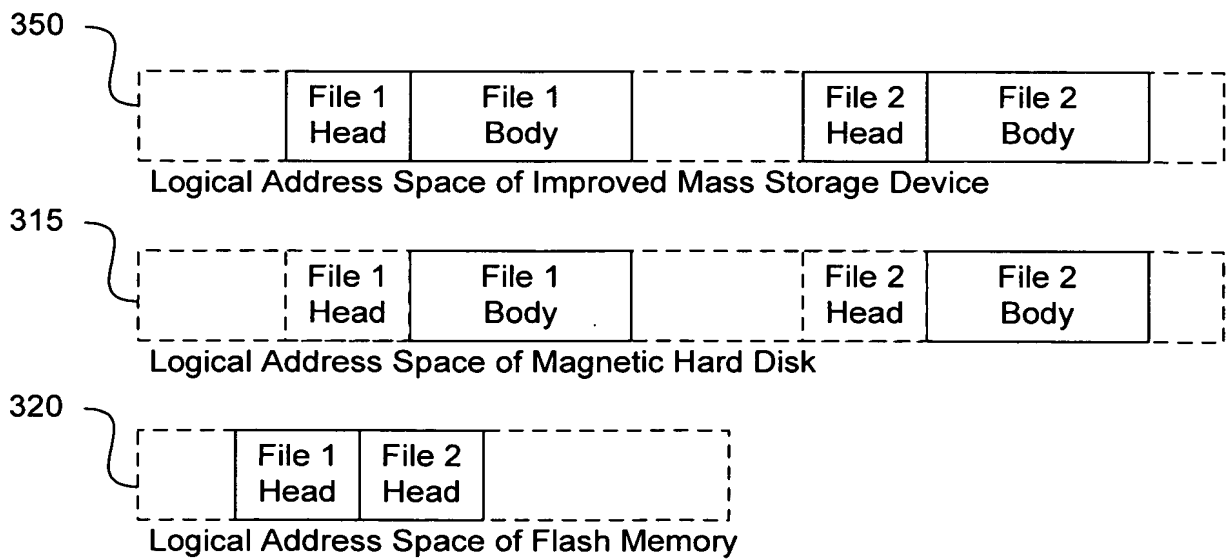 350
File 1 Head
File 1 Body
File 2 Head
File 2 Body
Logical Address Space of Improved Mass Storage Device
315
File 1 Head
File 1 Body
File 2 Head
File 2 Body
Logical Address Space of Magnetic Hard Disk
320
File 1 Head
File 2 Head
Logical Address Space of Flash Memory